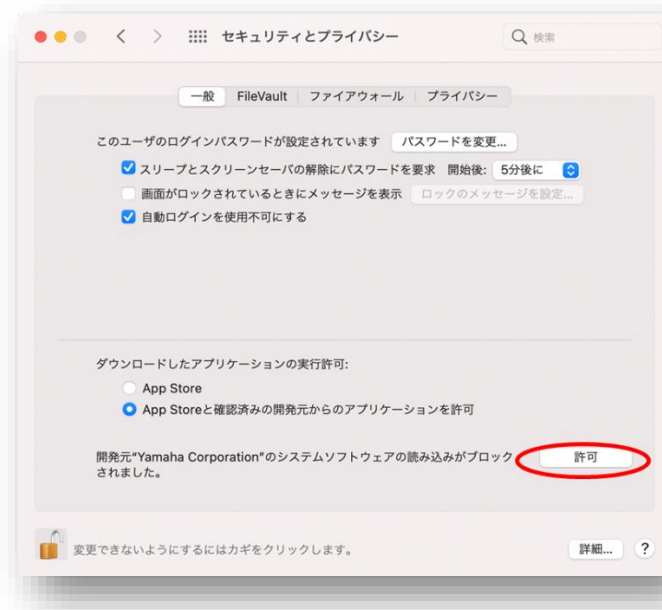 セキュリティとプライバシー
検索
一般 FileVault ファイアウォール プライバシー
このユーザのログインパスワードが設定されています パスワードを変更...
スリープとスクリーンセーバの解除にパスワードを要求 開始後: 5分後に
画面がロックされているときにメッセージを表示 ロックのメッセージを設定...
自動ログインを使用不可にする
ダウンロードしたアプリケーションの実行許可:
App Store
App Storeと確認済みの開発元からのアプリケーションを許可
開発元"Yamaha Corporation"のシステムソフトウェアの読み込みがブロック 許可
されました。
変更できないようにするにはカギをクリックします。 詳細... ?